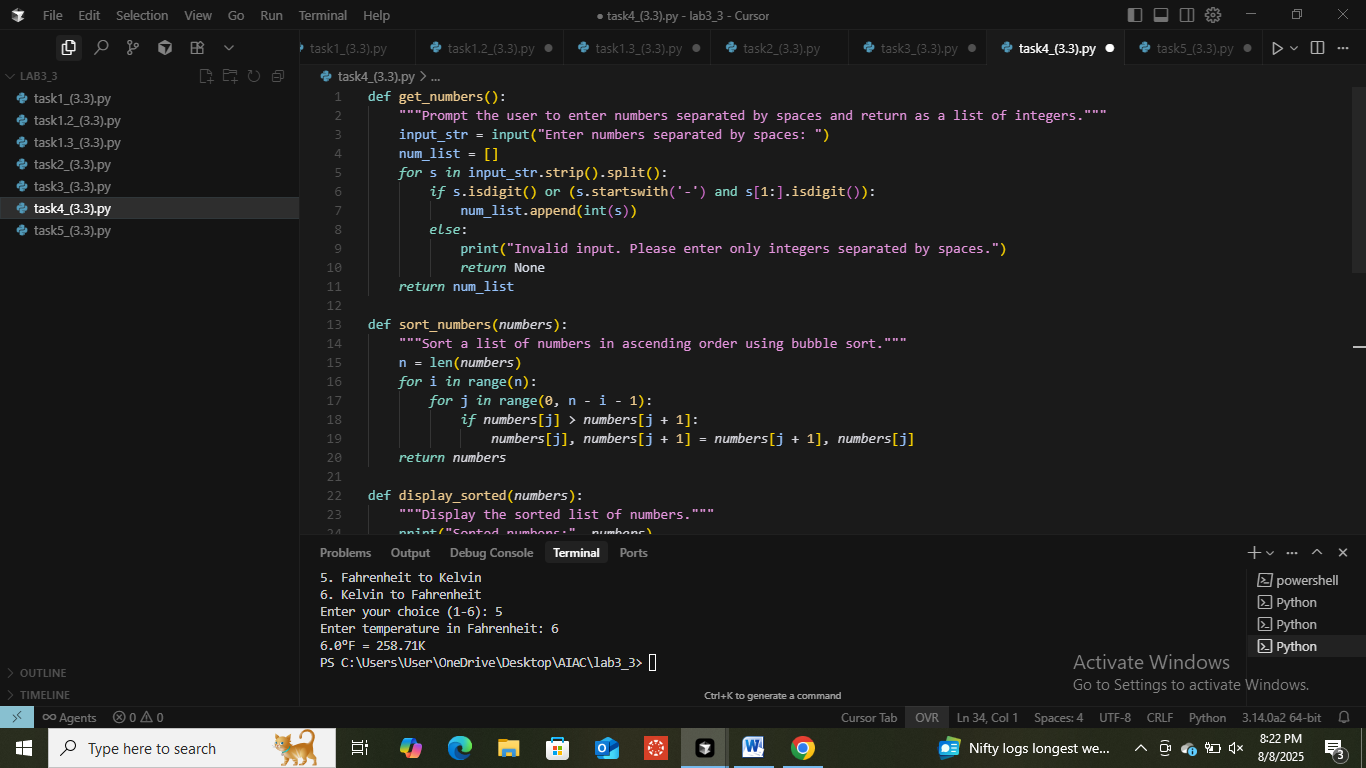 File Edit Selection View Go Run Terminal Help
● task4_(3.3).py - lab3_3 - Cursor
task1_(3.3).py task1.2_(3.3).py ● task1.3_(3.3).py ● task2_(3.3).py task3_(3.3).py ● task4_(3.3).py ● task5_(3.3).py ●
LAB3_3
task1_(3.3).py
task1.2_(3.3).py
task1.3_(3.3).py
task2_(3.3).py
task3_(3.3).py
task4_(3.3).py
task5_(3.3).py
OUTLINE
TIMELINE
task4_(3.3).py > ...
1 def get_numbers():
2 """Prompt the user to enter numbers separated by spaces and return as a list of integers."""
3 input_str = input("Enter numbers separated by spaces: ")
4 num_list = []
5 for s in input_str.strip().split():
6 if s.isdigit() or (s.startswith('-') and s[1:].isdigit()):
7 num_list.append(int(s))
8 else:
9 print("Invalid input. Please enter only integers separated by spaces.")
10 return None
11 return num_list
12
13 def sort_numbers(numbers):
14 """Sort a list of numbers in ascending order using bubble sort."""
15 n = len(numbers)
16 for i in range(n):
17 for j in range(0, n - i - 1):
18 if numbers[j] > numbers[j + 1]:
19 numbers[j], numbers[j + 1] = numbers[j + 1], numbers[j]
20 return numbers
21
22 def display_sorted(numbers):
23 """Display the sorted list of numbers."""
24 print("Sorted numbers:", numbers)
Problems Output Debug Console Terminal Ports
5. Fahrenheit to Kelvin
6. Kelvin to Fahrenheit
Enter your choice (1-6): 5
Enter temperature in Fahrenheit: 6
6.0°F = 258.71K
PS C:\Users\User\OneDrive\Desktop\AIAC\lab3_3>
Ctrl+K to generate a command
powershell
Python
Python
Python
Activate Windows
Go to Settings to activate Windows.
Agents 0 0 Cursor Tab OVR Ln 34, Col 1 Spaces: 4 UTF-8 CRLF Python 3.14.0a2 64-bit
Type here to search
Nifty logs longest we...
8:22 PM
8/8/2025
3